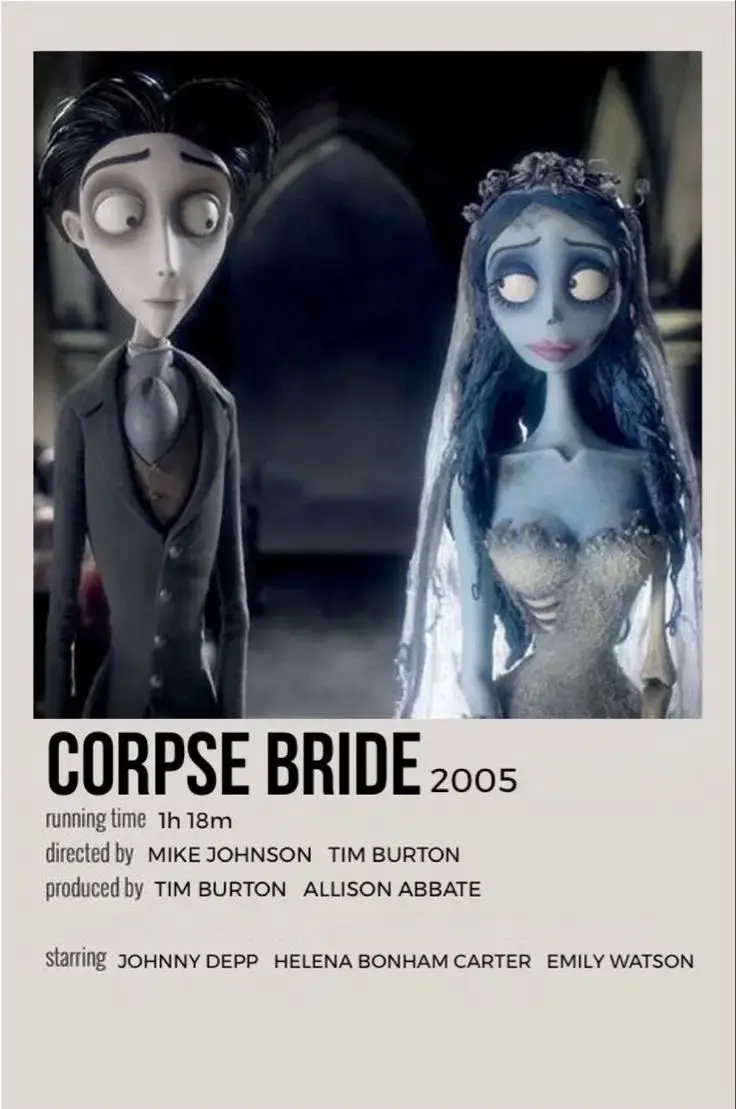 CORPSE BRIDE 2005
running time 1h 18m
directed by MIKE JOHNSON TIM BURTON
produced by TIM BURTON ALLISON ABBATE
starring JOHNNY DEPP HELENA BONHAM CARTER EMILY WATSON